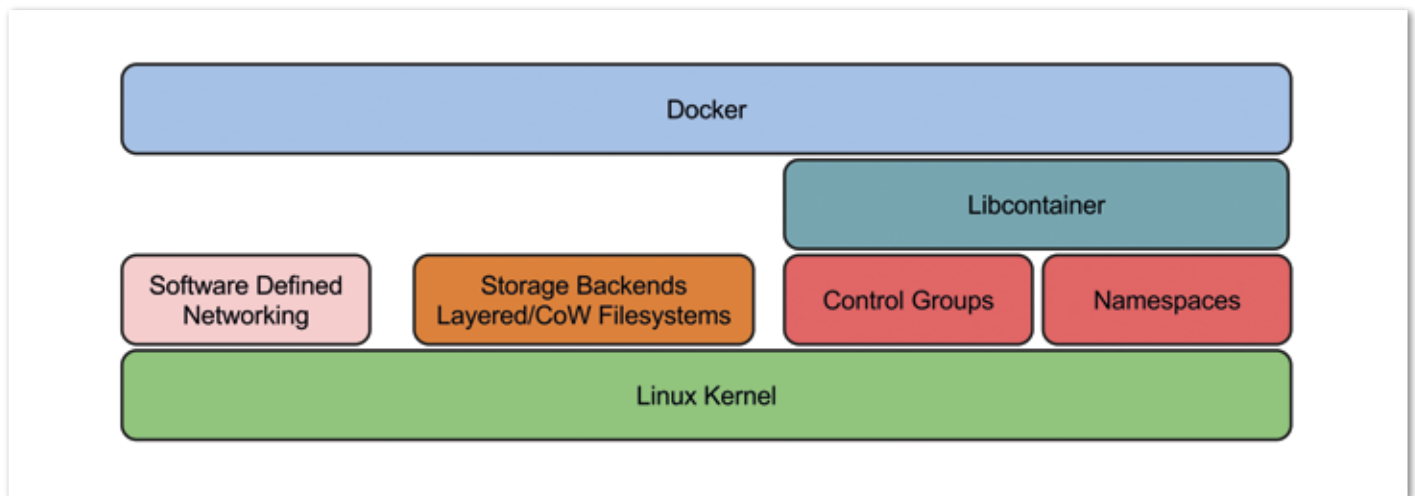 Docker
Libcontainer
Software Defined
Networking
Storage Backends
Layered/CoW Filesystems
Control Groups
Namespaces
Linux Kernel